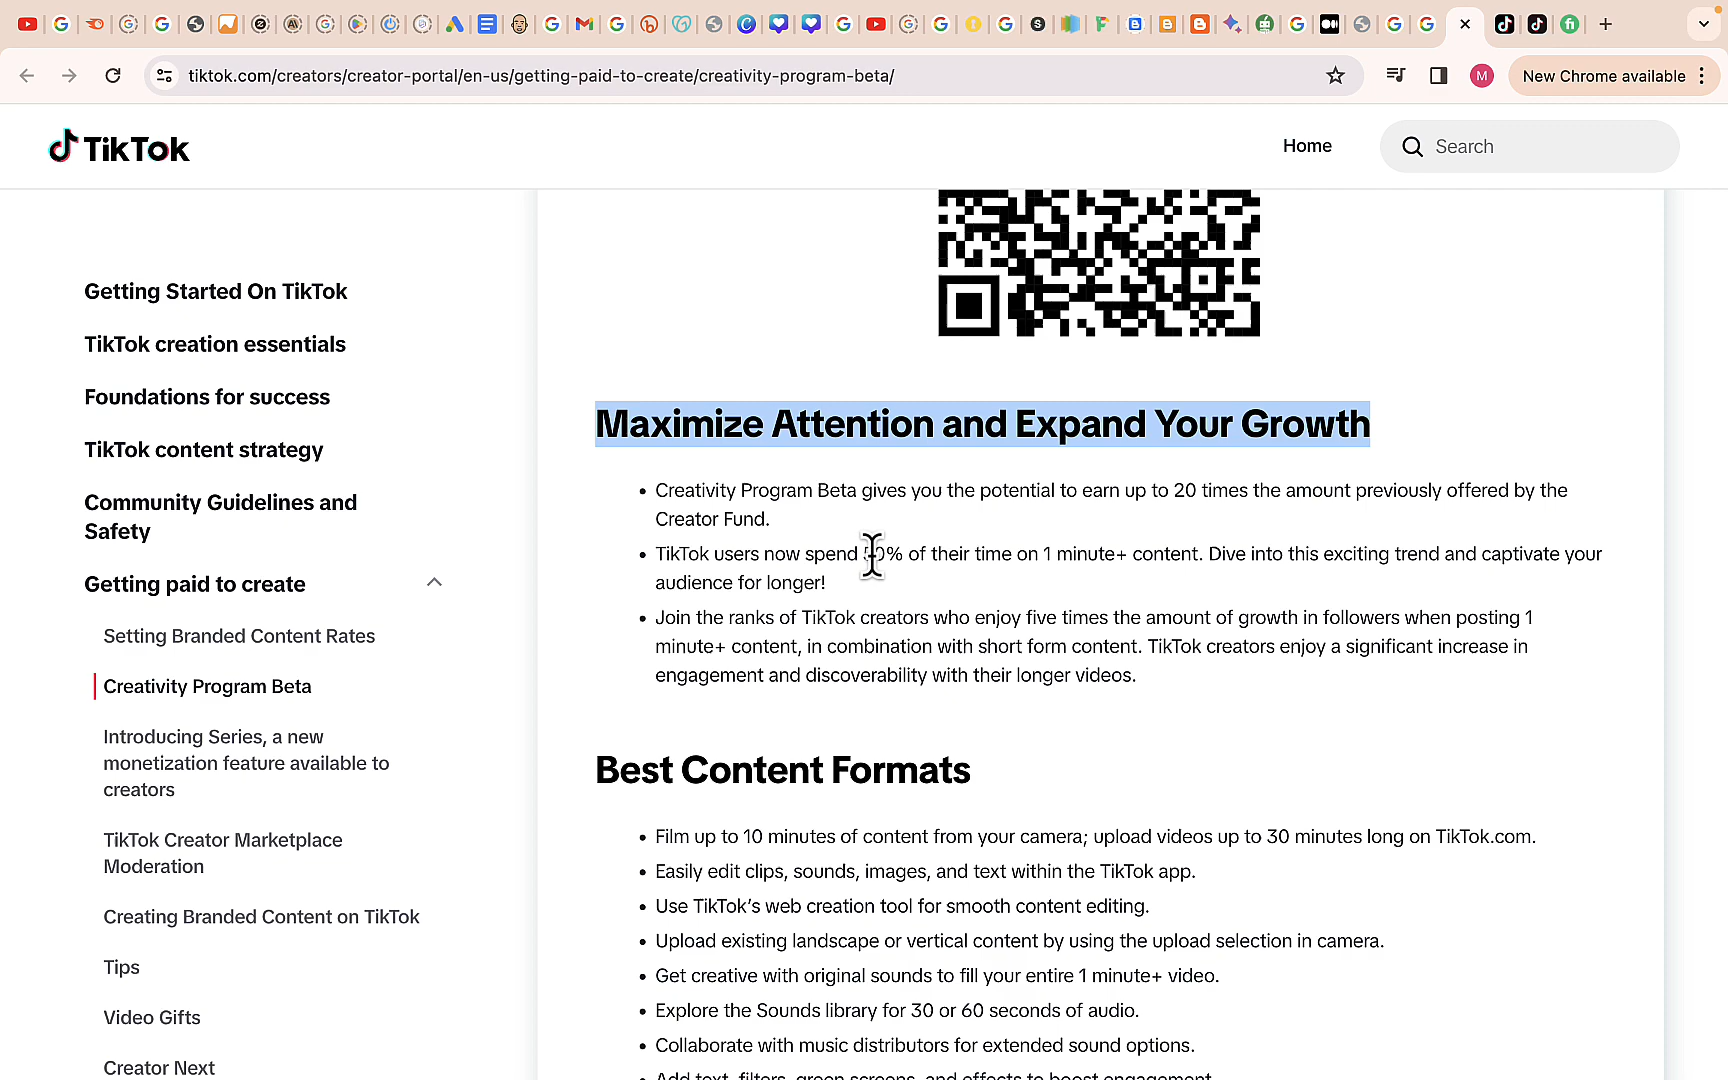 tiktok.com/creators/creator-portal/en-us/getting-paid-to-create/creativity-program-beta/
M
New Chrome available
TikTok
Home
Search
Getting Started On TikTok
TikTok creation essentials
Foundations for success
TikTok content strategy
Community Guidelines and
Safety
Getting paid to create
Setting Branded Content Rates
Creativity Program Beta
Introducing Series, a new
monetization feature available to
creators
TikTok Creator Marketplace
Moderation
Creating Branded Content on TikTok
Tips
Video Gifts
Creator Next
Maximize Attention and Expand Your Growth
• Creativity Program Beta gives you the potential to earn up to 20 times the amount previously offered by the
Creator Fund.
• TikTok users now spend of their time on 1 minute+ content. Dive into this exciting trend and captivate your
audience for longer!
• Join the ranks of TikTok creators who enjoy five times the amount of growth in followers when posting 1
minute+ content, in combination with short form content. TikTok creators enjoy a significant increase in
engagement and discoverability with their longer videos.
Best Content Formats
• Film up to 10 minutes of content from your camera; upload videos up to 30 minutes long on TikTok.com.
• Easily edit clips, sounds, images, and text within the TikTok app.
• Use TikTok’s web creation tool for smooth content editing.
• Upload existing landscape or vertical content by using the upload selection in camera.
• Get creative with original sounds to fill your entire 1 minute+ video.
• Explore the Sounds library for 30 or 60 seconds of audio.
• Collaborate with music distributors for extended sound options.
• Add text, filters, green screens, and effects to boost engagement.